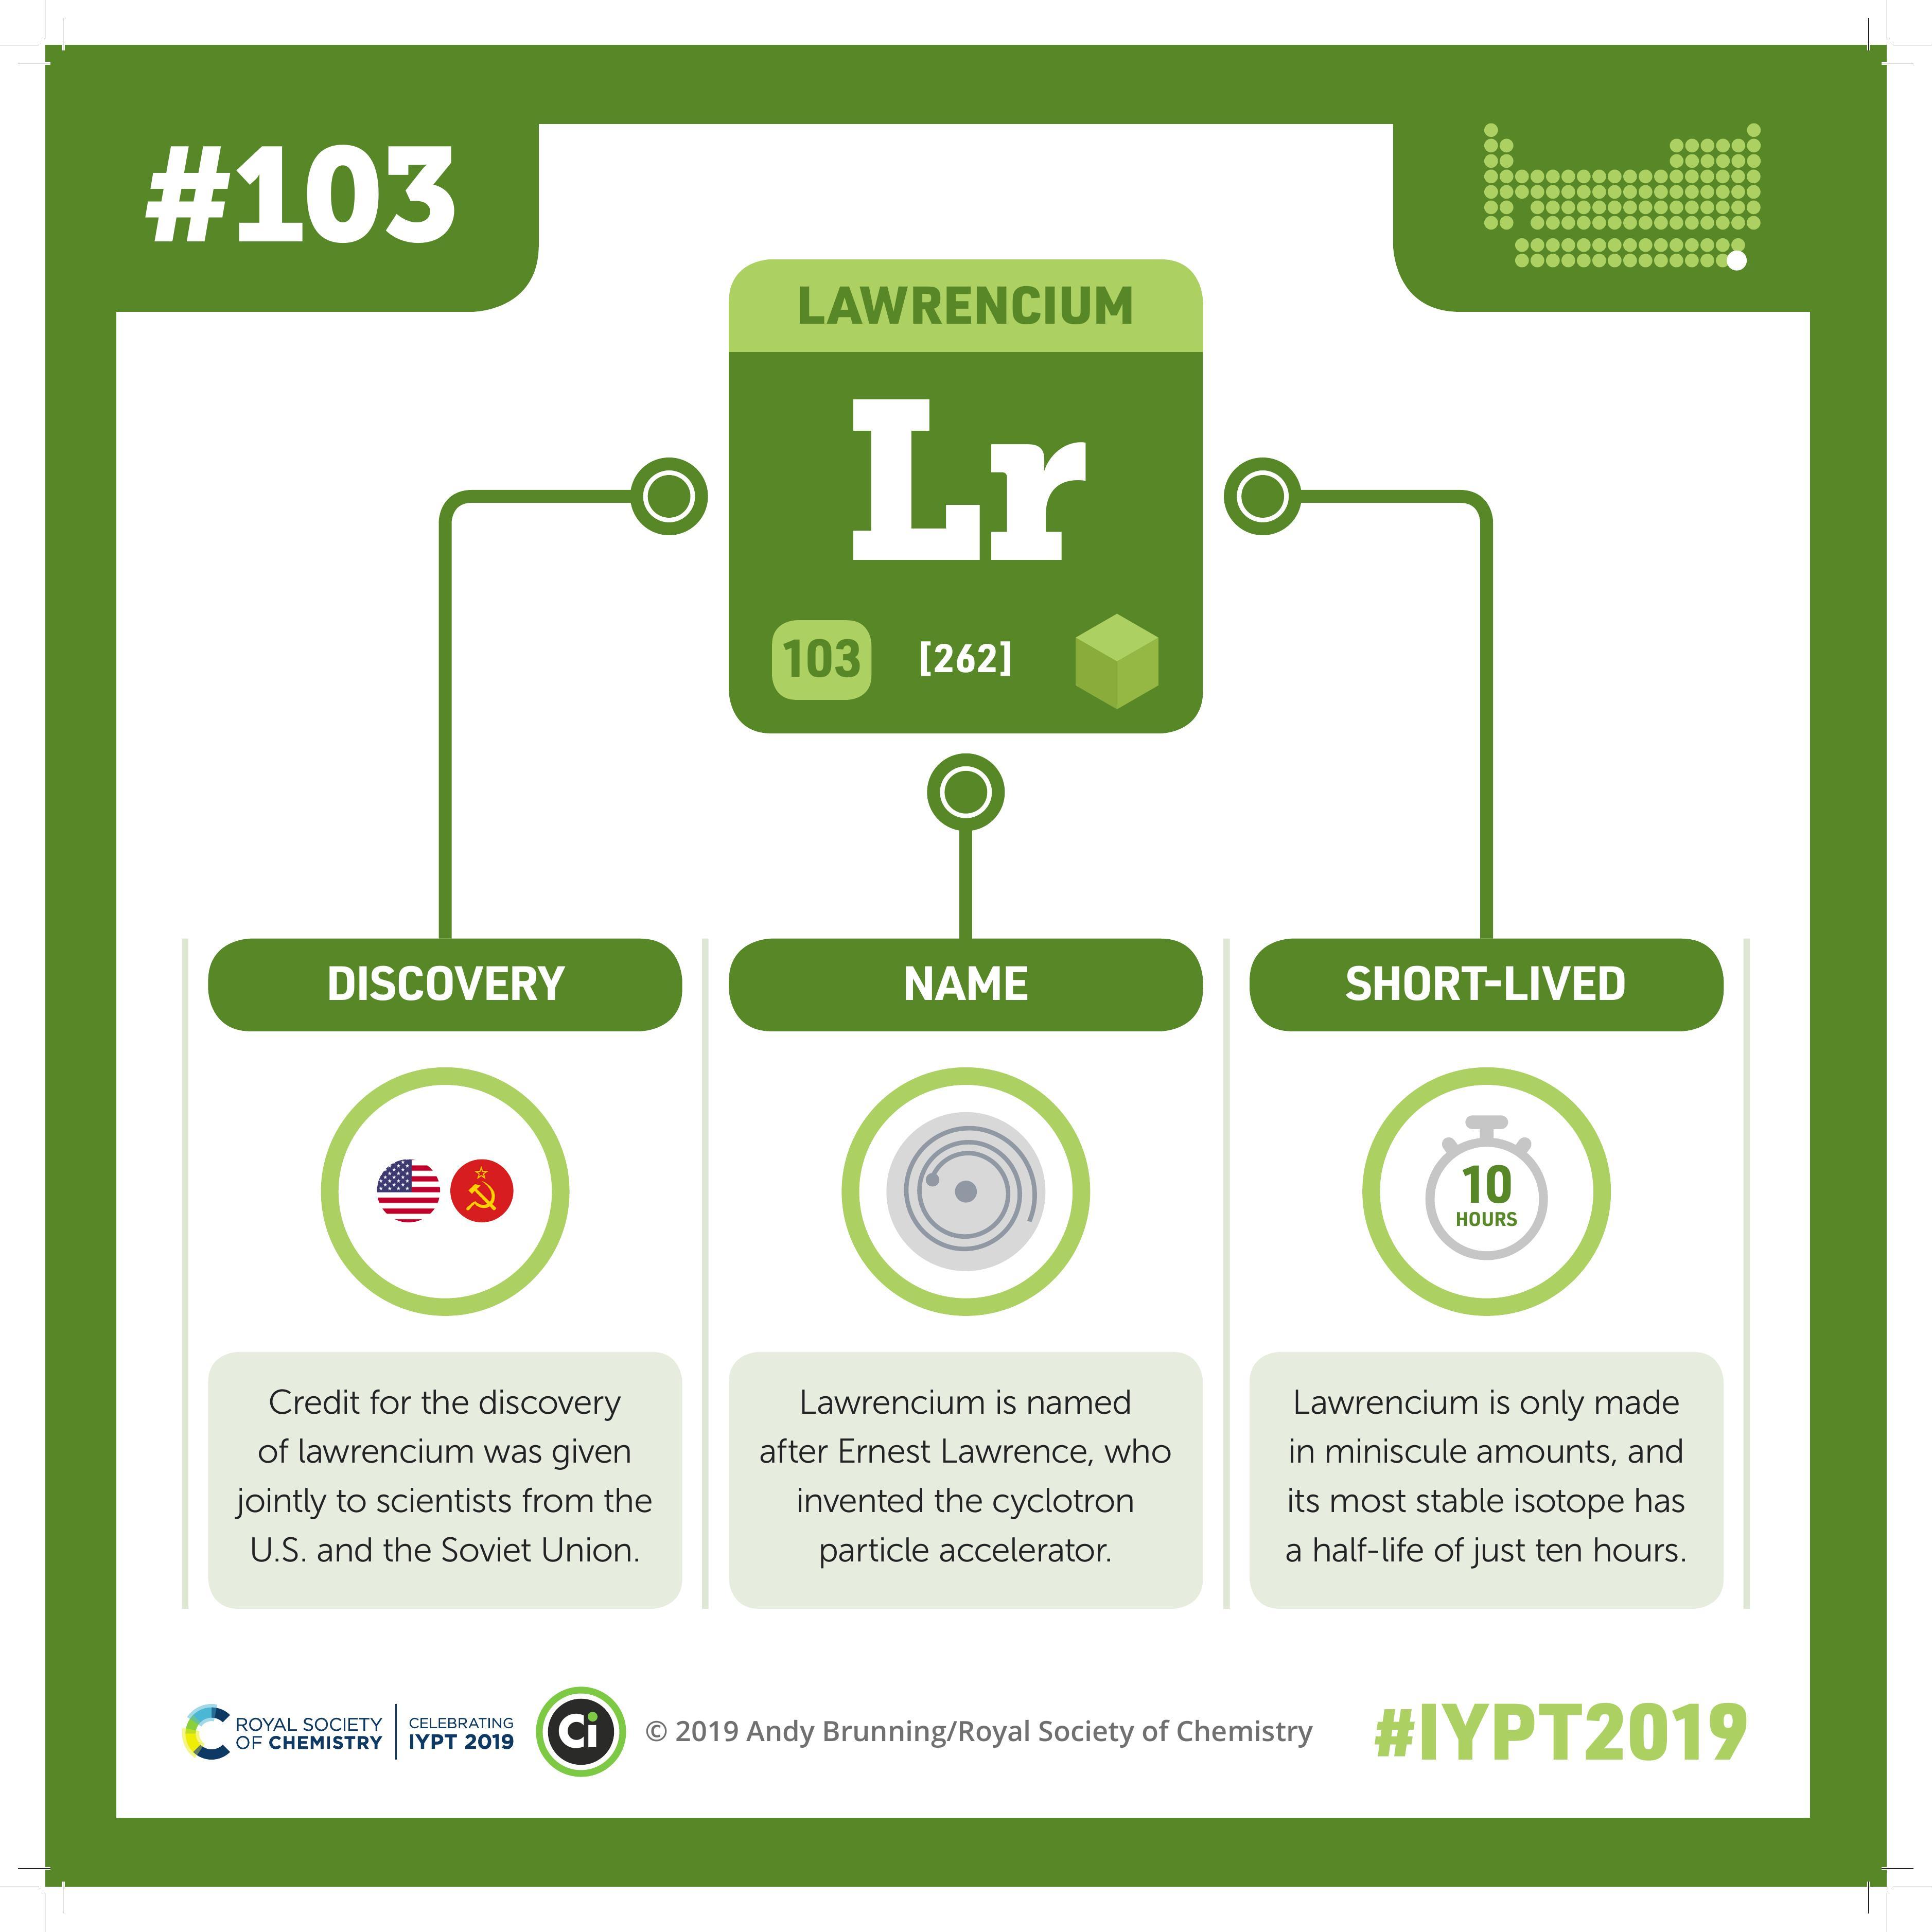 #103
LAWRENCIUM
Lr
103 [262]
DISCOVERY
NAME
SHORT-LIVED
10
HOURS
Credit for the discovery
of lawrencium was given
jointly to scientists from the
U.S. and the Soviet Union.
Lawrencium is named
after Ernest Lawrence, who
invented the cyclotron
particle accelerator.
Lawrencium is only made
in miniscule amounts, and
its most stable isotope has
a half-life of just ten hours.
ROYAL SOCIETY
OF CHEMISTRY
CELEBRATING
IYPT 2019
Ci
© 2019 Andy Brunning/Royal Society of Chemistry
#IYPT2019